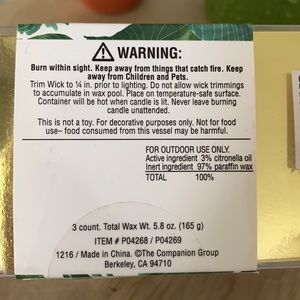 ⚠ WARNING:
Burn within sight. Keep away from things that catch fire. Keep
away from Children and Pets.
Trim Wick to ¼ in. prior to lighting. Do not allow wick trimmings
to accumulate in wax pool. Place on temperature-safe surface.
Container will be hot when candle is lit. Never leave burning
candle unattended.
This is not a toy. For decorative purposes only. Not for food
use– food consumed from this vessel may be harmful.
FOR OUTDOOR USE ONLY.
Active ingredient 3% citronella oil
Inert ingredient 97% paraffin wax
TOTAL 100%
3 count. Total Wax Wt. 5.8 oz. (165 g)
ITEM # P04268 / P04269
1216 / Made in China. ©The Companion Group
Berkeley, CA 94710